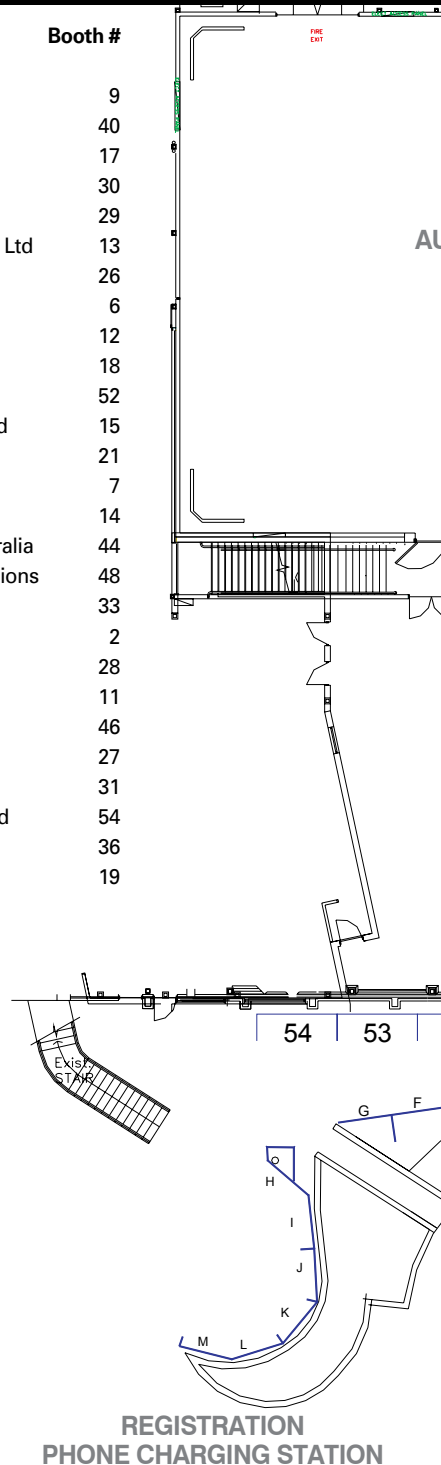 Booth #
9
40
17
30
29
Ltd 13
26
6
12
18
52
d 15
21
7
14
ralia 44
ions 48
33
2
28
11
46
27
31
d 54
36
19
FIRE
EXIT
AU
54 53
Exist.
STAIR
G F
H
I
J
K
M L
REGISTRATION
PHONE CHARGING STATION